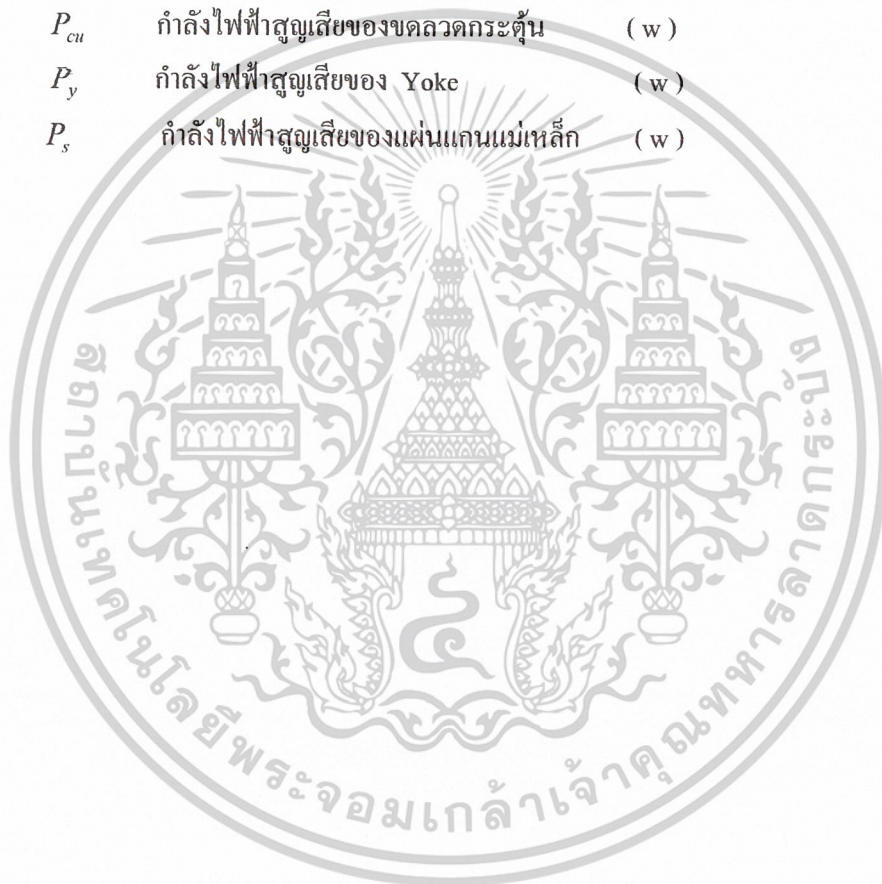 P_cu กำลังไฟฟ้าสูญเสียของขดลวดกระตุ้น ( w )
P_y กำลังไฟฟ้าสูญเสียของ Yoke ( w )
P_s กำลังไฟฟ้าสูญเสียของแผ่นแกนแม่เหล็ก ( w )
๔
สถาบันเทคโนโลยีพระจอมเกล้าเจ้าคุณทหารลาดกระบัง